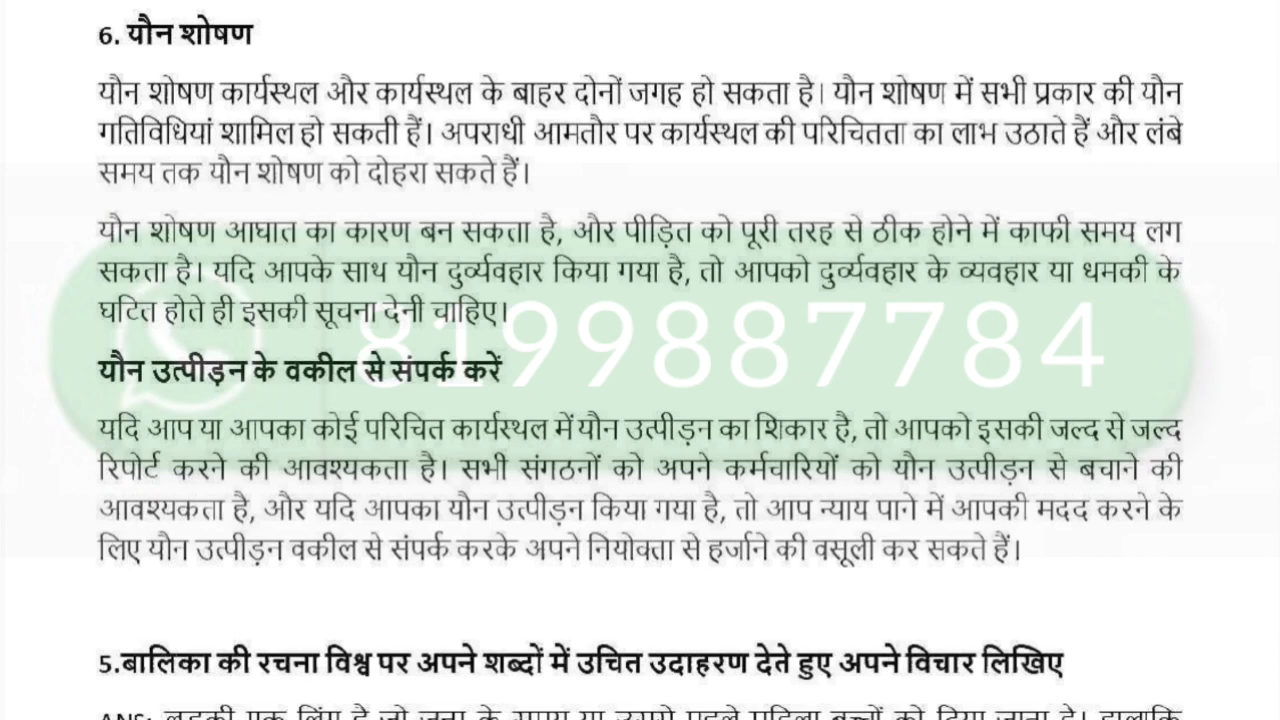 6. यौन शोषण
यौन शोषण कार्यस्थल और कार्यस्थल के बाहर दोनों जगह हो सकता है। यौन शोषण में सभी प्रकार की यौन
गतिविधियां शामिल हो सकती हैं। अपराधी आमतौर पर कार्यस्थल की परिचितता का लाभ उठाते हैं और लंबे
समय तक यौन शोषण को दोहरा सकते हैं।
यौन शोषण आघात का कारण बन सकता है, और पीड़ित को पूरी तरह से ठीक होने में काफी समय लग
सकता है। यदि आपके साथ यौन दुर्व्यवहार किया गया है, तो आपको दुर्व्यवहार के व्यवहार या धमकी के
घटित होते ही इसकी सूचना देनी चाहिए।
8199887784
यौन उत्पीड़न के वकील से संपर्क करें
यदि आप या आपका कोई परिचित कार्यस्थल में यौन उत्पीड़न का शिकार है, तो आपको इसकी जल्द से जल्द
रिपोर्ट करने की आवश्यकता है। सभी संगठनों को अपने कर्मचारियों को यौन उत्पीड़न से बचाने की
आवश्यकता है, और यदि आपका यौन उत्पीड़न किया गया है, तो आप न्याय पाने में आपकी मदद करने के
लिए यौन उत्पीड़न वकील से संपर्क करके अपने नियोक्ता से हर्जाने की वसूली कर सकते हैं।
5.बालिका की रचना विश्व पर अपने शब्दों में उचित उदाहरण देते हुए अपने विचार लिखिए